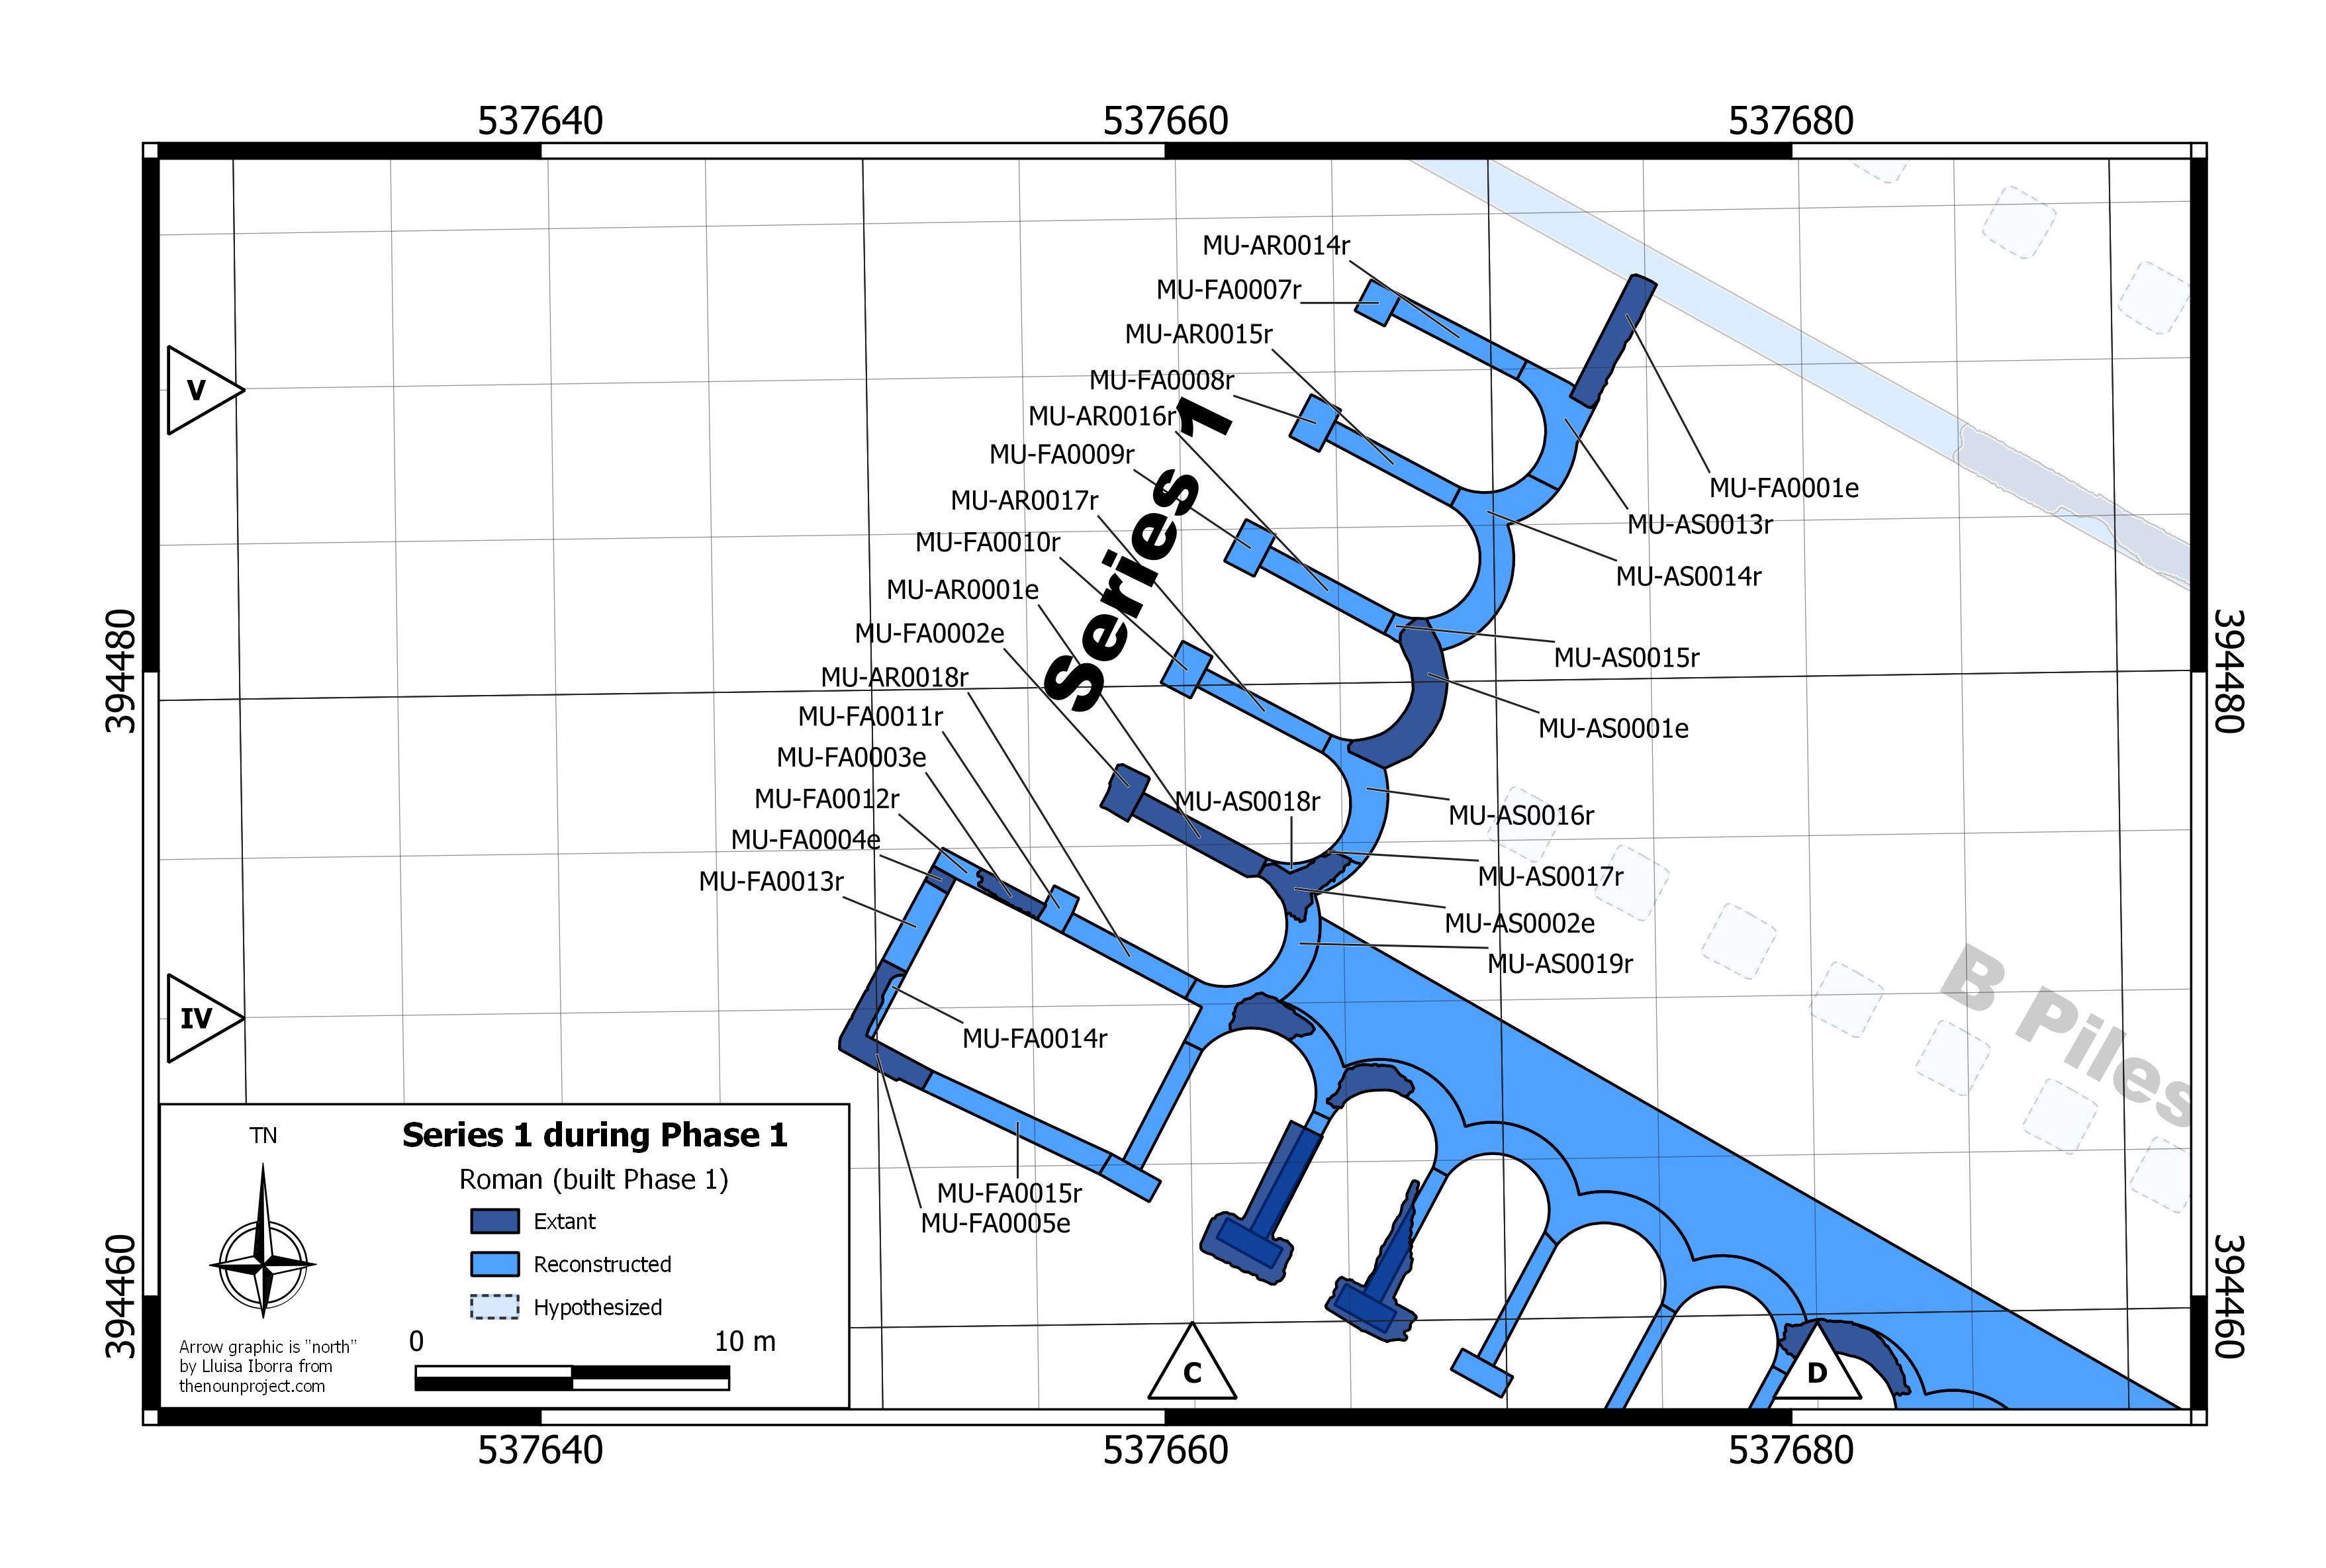 537640
537660
537680
MU-AR0014r
MU-FA0007r
MU-AR0015r
MU-FA0008r
MU-AR0016r
MU-FA0009r
MU-AR0017r
MU-FA0010r
MU-AR0001e
MU-FA0002e
MU-AR0018r
MU-FA0011r
MU-FA0003e
MU-FA0012r
MU-FA0004e
MU-FA0013r
Series 1
MU-FA0001e
MU-AS0013r
MU-AS0014r
MU-AS0015r
MU-AS0001e
MU-AS0018r
MU-AS0016r
MU-AS0017r
MU-AS0002e
MU-AS0019r
MU-FA0014r
MU-FA0015r
MU-FA0005e
B Piles
V
IV
C
D
394480
394480
394460
394460
TN
Series 1 during Phase 1
Roman (built Phase 1)
Extant
Reconstructed
Hypothesized
0 10 m
Arrow graphic is "north"
by Lluisa Iborra from
thenounproject.com
537640
537660
537680